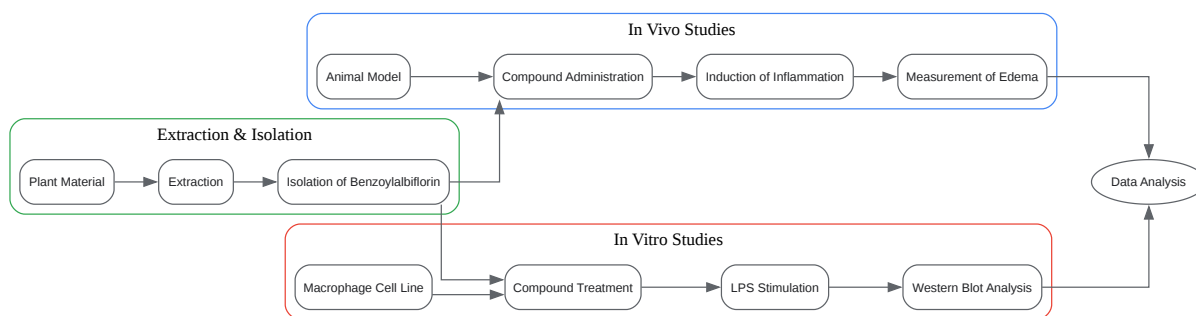 In Vivo Studies
Animal Model
Compound Administration
Induction of Inflammation
Measurement of Edema
Extraction & Isolation
Plant Material
Extraction
Isolation of Benzoylalbiflorin
Data Analysis
In Vitro Studies
Macrophage Cell Line
Compound Treatment
LPS Stimulation
Western Blot Analysis